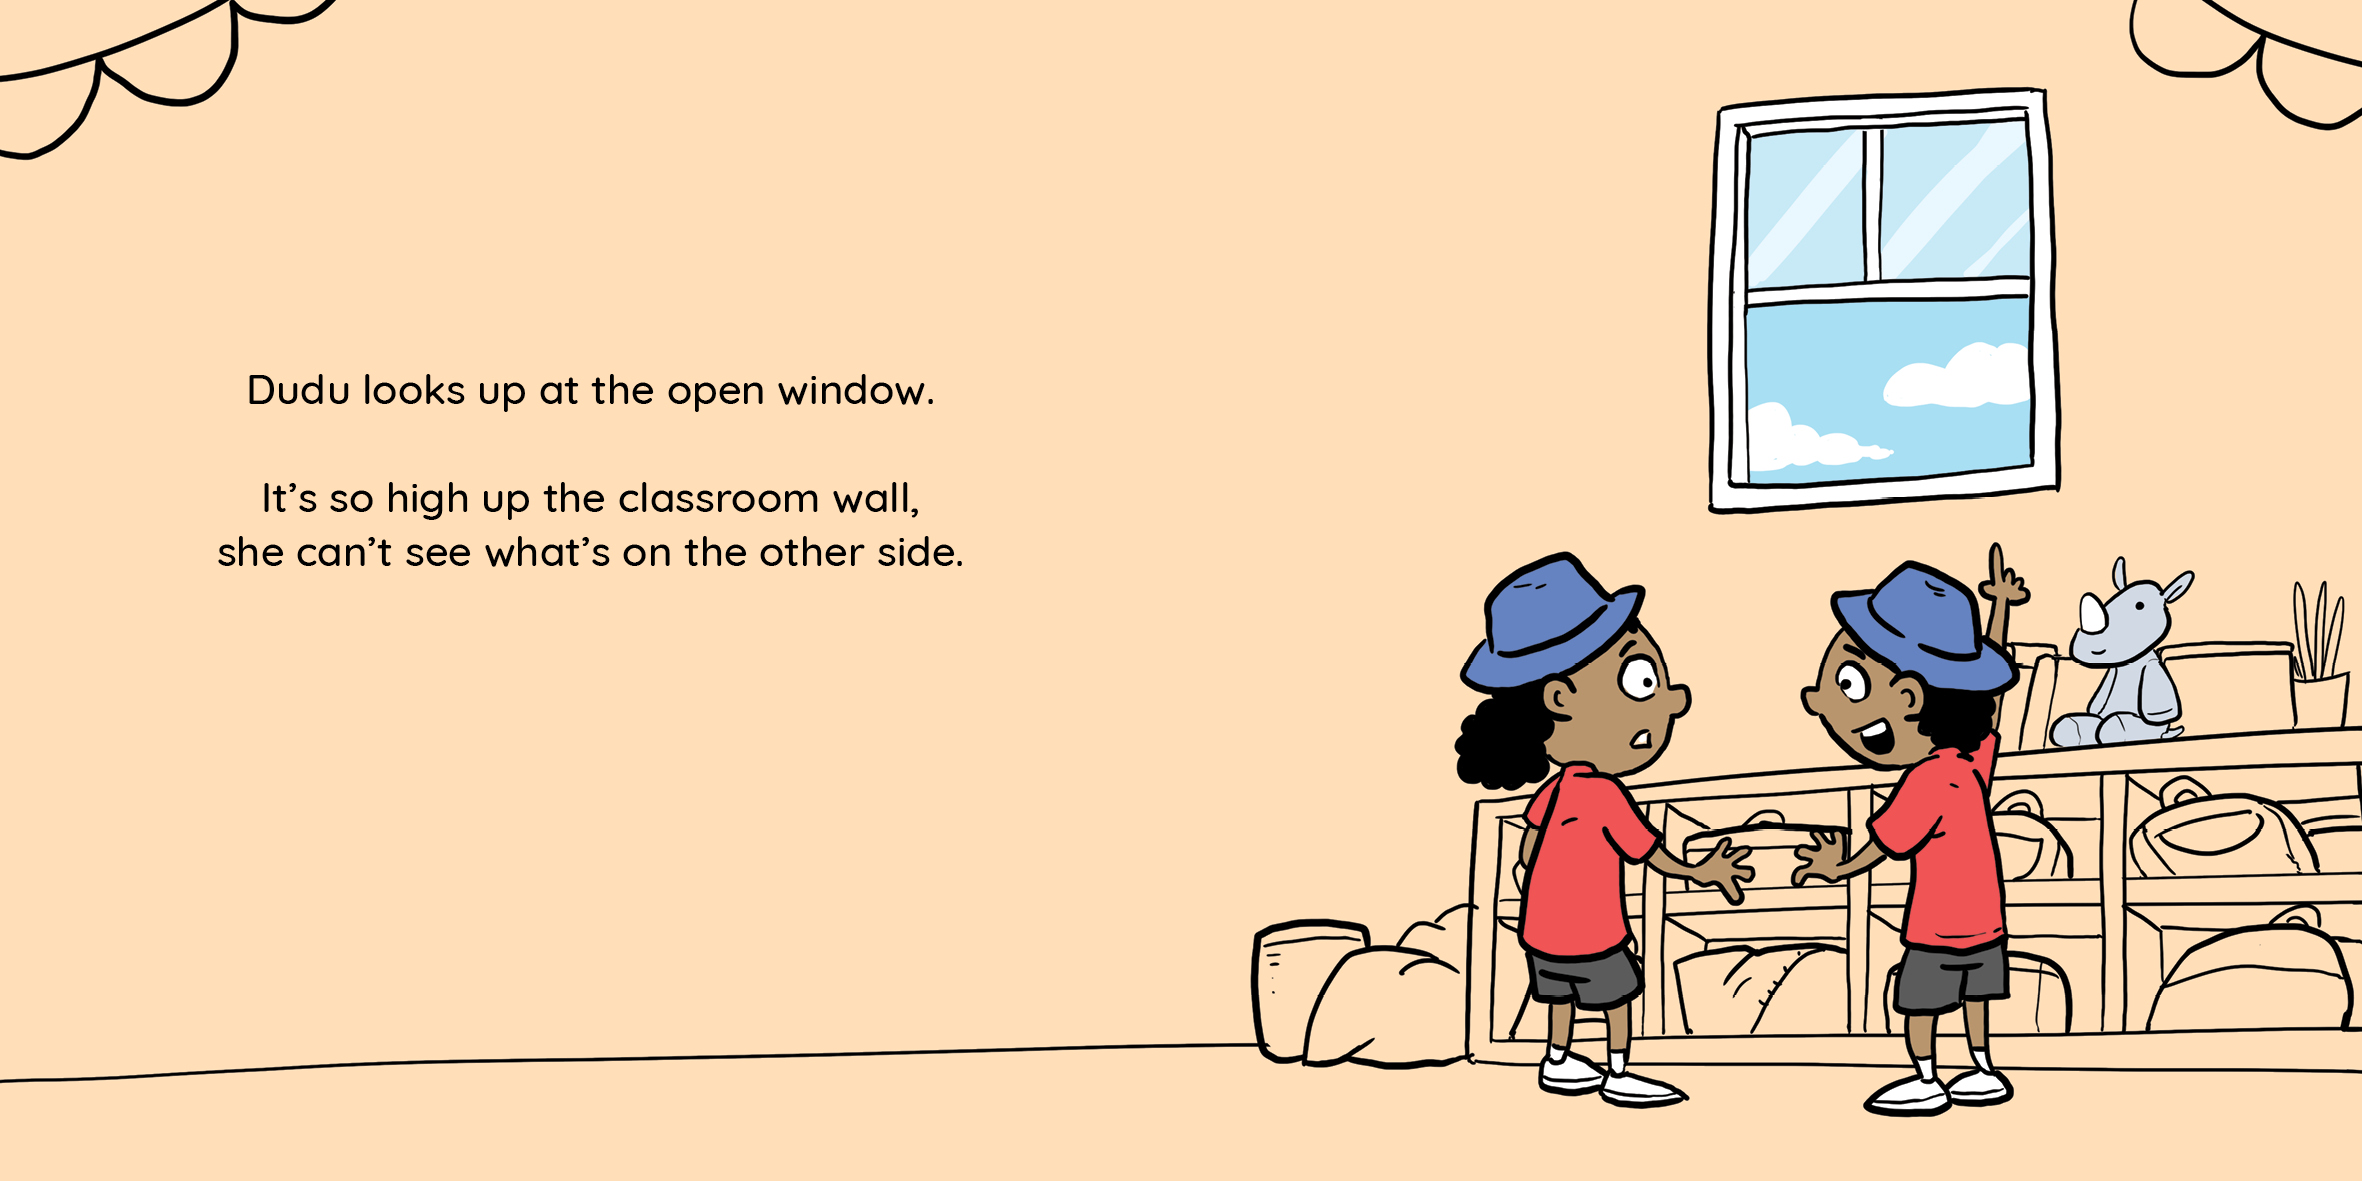 Dudu looks up at the open window.
It’s so high up the classroom wall,
she can’t see what’s on the other side.